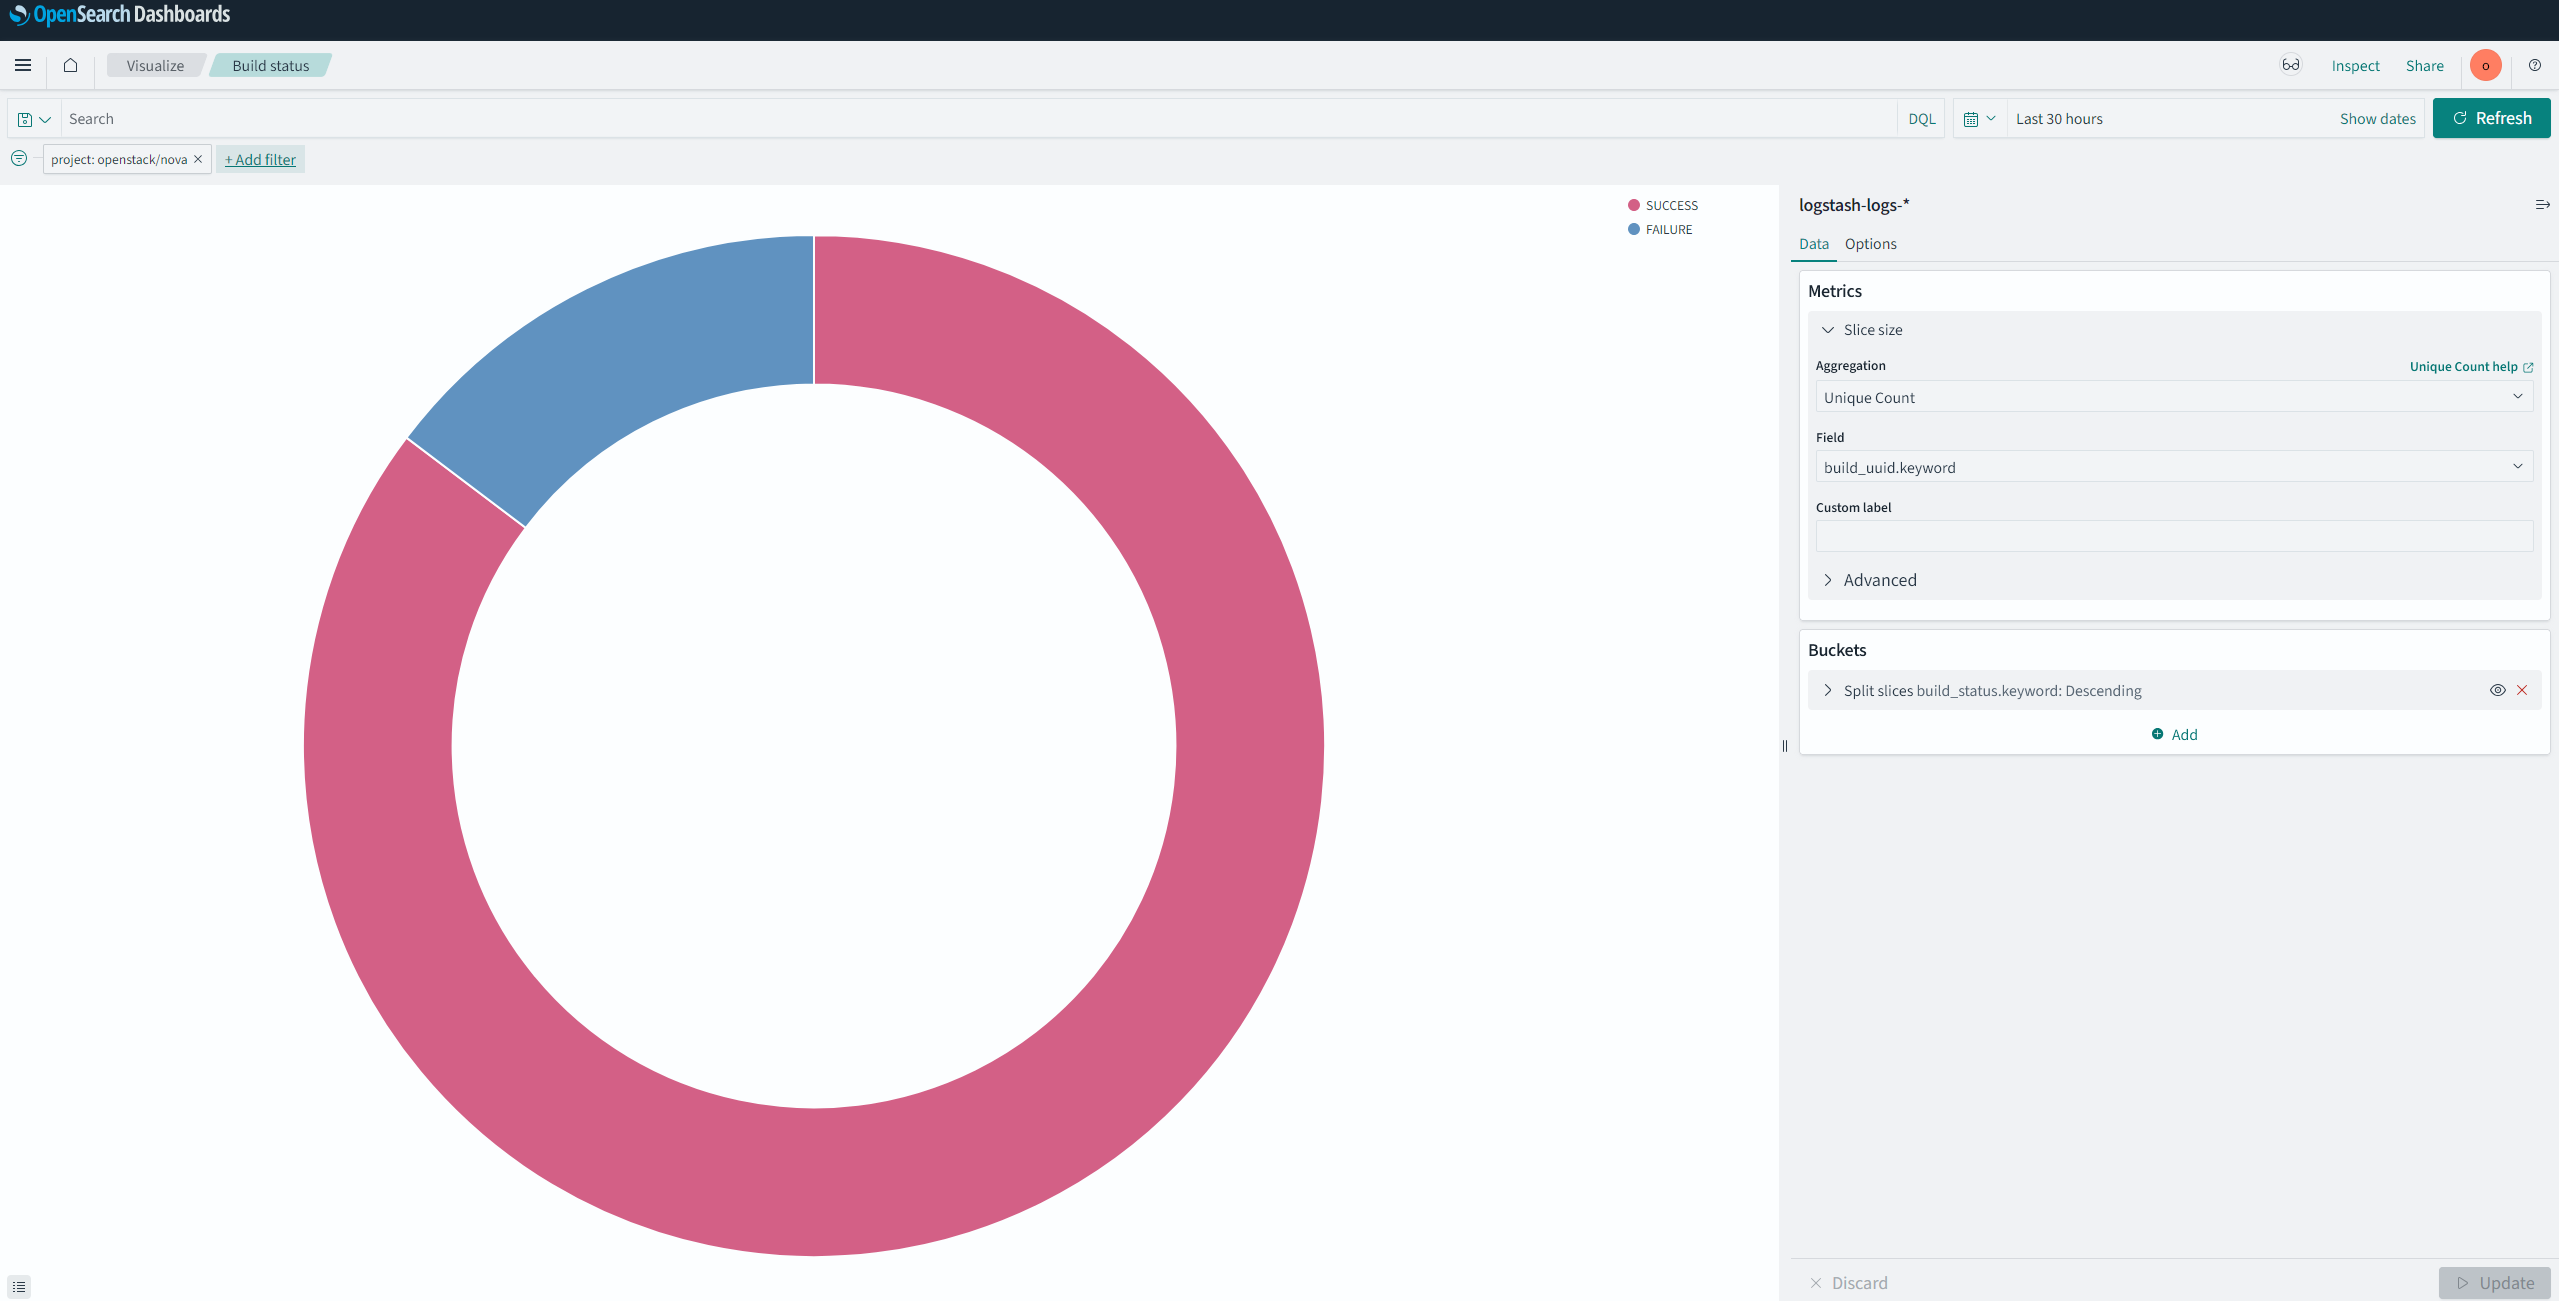 OpenSearch Dashboards
Visualize
Build status
Inspect
Share
o
Search
DQL
Last 30 hours
Show dates
Refresh
project: openstack/nova
+ Add filter
SUCCESS
FAILURE
logstash-logs-*
Data
Options
Metrics
Slice size
Aggregation
Unique Count help
Unique Count
Field
build_uuid.keyword
Custom label
Advanced
Buckets
Split slices build_status.keyword: Descending
Add
Discard
Update